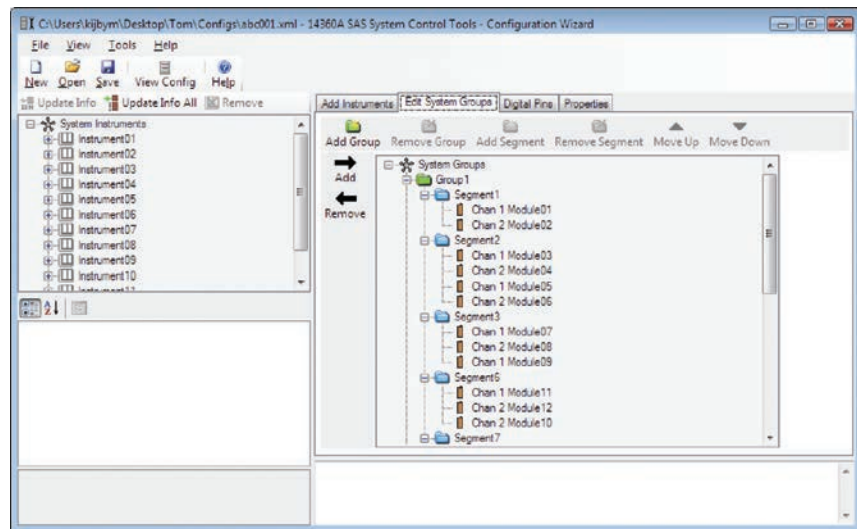 C:\Users\kijbym\Desktop\Tom\Configs\abc001.xml - 14360A SAS System Control Tools - Configuration Wizard
File View Tools Help
New Open Save View Config Help
Update Info Update Info All Remove
System Instruments
Instrument01
Instrument02
Instrument03
Instrument04
Instrument05
Instrument06
Instrument07
Instrument08
Instrument09
Instrument10
Instrument11
Add Instruments Edit System Groups Digital Pins Properties
Add Group Remove Group Add Segment Remove Segment Move Up Move Down
Add
Remove
System Groups
Group1
Segment1
Chan 1 Module01
Chan 2 Module02
Segment2
Chan 1 Module03
Chan 2 Module04
Chan 1 Module05
Chan 2 Module06
Segment3
Chan 1 Module07
Chan 2 Module08
Chan 1 Module09
Segment6
Chan 1 Module11
Chan 2 Module12
Chan 2 Module10
Segment7